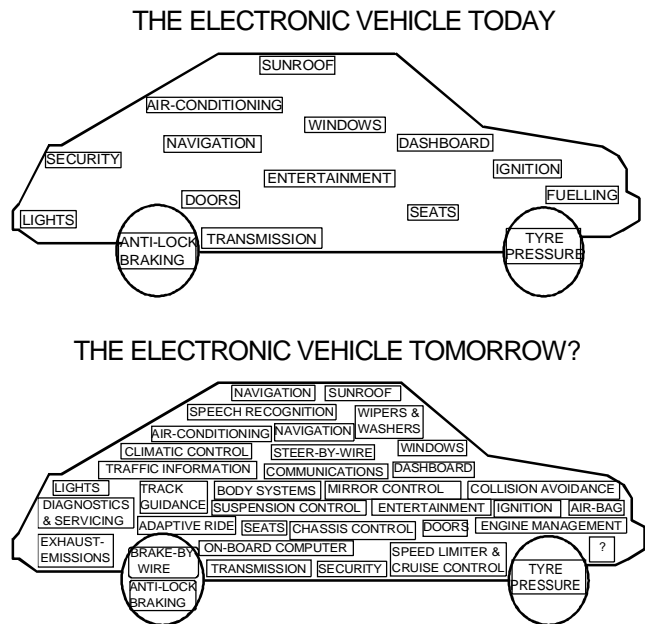 THE ELECTRONIC VEHICLE TODAY
SUNROOF
AIR-CONDITIONING
WINDOWS
NAVIGATION
DASHBOARD
SECURITY
IGNITION
ENTERTAINMENT
FUELLING
DOORS
SEATS
LIGHTS
ANTI-LOCK
BRAKING
TRANSMISSION
TYRE
PRESSURE
THE ELECTRONIC VEHICLE TOMORROW?
NAVIGATION SUNROOF
SPEECH RECOGNITION
WIPERS &
WASHERS
AIR-CONDITIONING NAVIGATION
CLIMATIC CONTROL STEER-BY-WIRE WINDOWS
TRAFFIC INFORMATION COMMUNICATIONS DASHBOARD
LIGHTS
TRACK
GUIDANCE
BODY SYSTEMS MIRROR CONTROL COLLISION AVOIDANCE
DIAGNOSTICS
& SERVICING
SUSPENSION CONTROL ENTERTAINMENT IGNITION AIR-BAG
ADAPTIVE RIDE SEATS CHASSIS CONTROL DOORS ENGINE MANAGEMENT
EXHAUST-
EMISSIONS
BRAKE-BY
WIRE
ON-BOARD COMPUTER
SPEED LIMITER &
CRUISE CONTROL
?
ANTI-LOCK
BRAKING
TRANSMISSION SECURITY
TYRE
PRESSURE